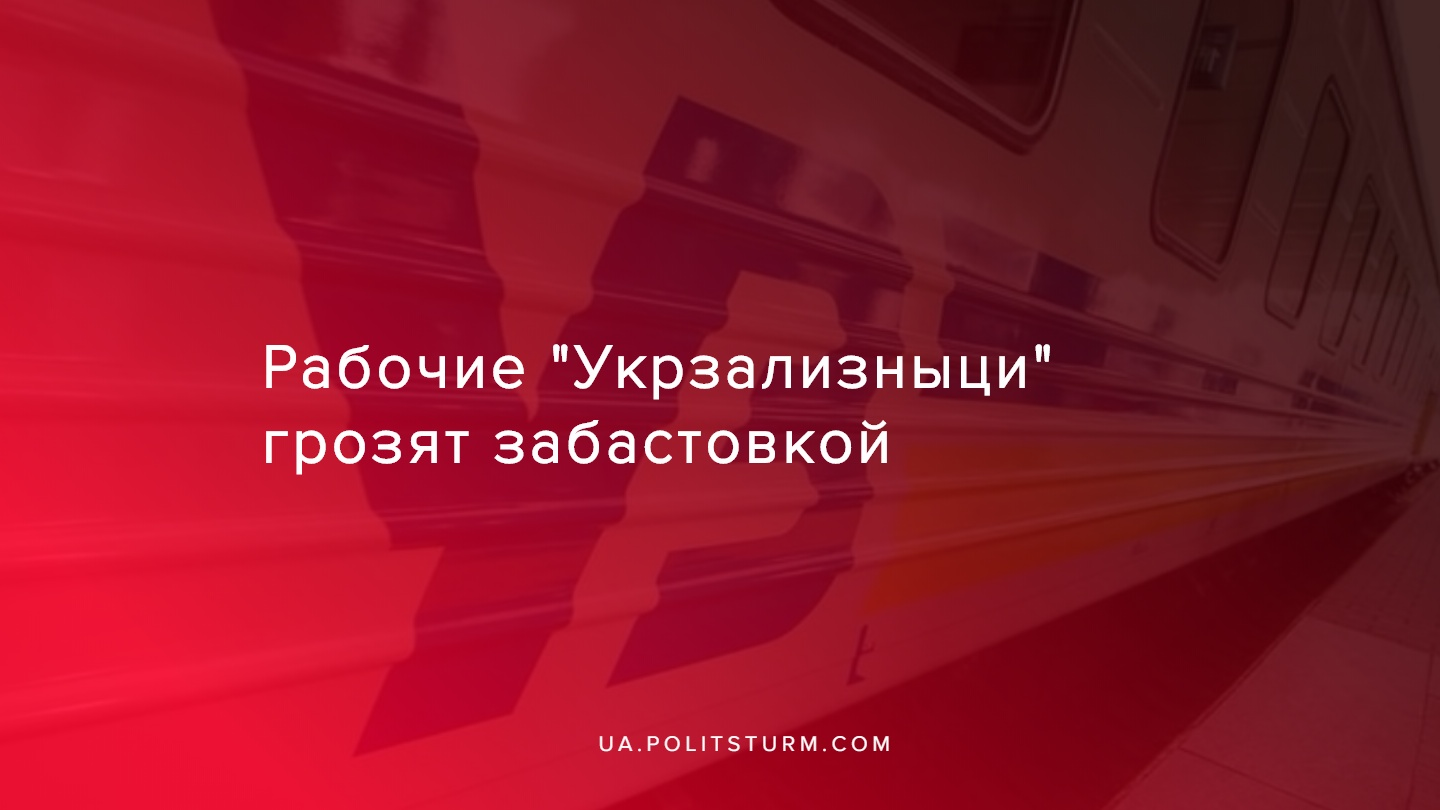 Рабочие "Укрзализныци"
грозят забастовкой
UA.POLITSTURM.COM